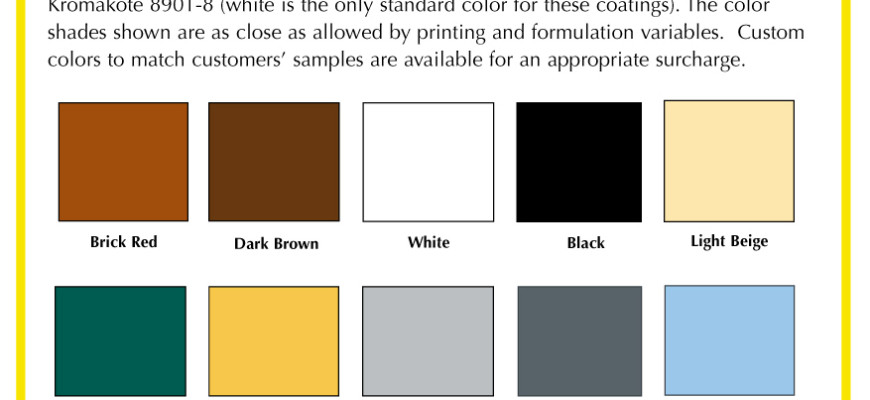 Kromakote 8901-8 (white is the only standard color for these coatings). The color
shades shown are as close as allowed by printing and formulation variables. Custom
colors to match customers’ samples are available for an appropriate surcharge.
Brick Red
Dark Brown
White
Black
Light Beige